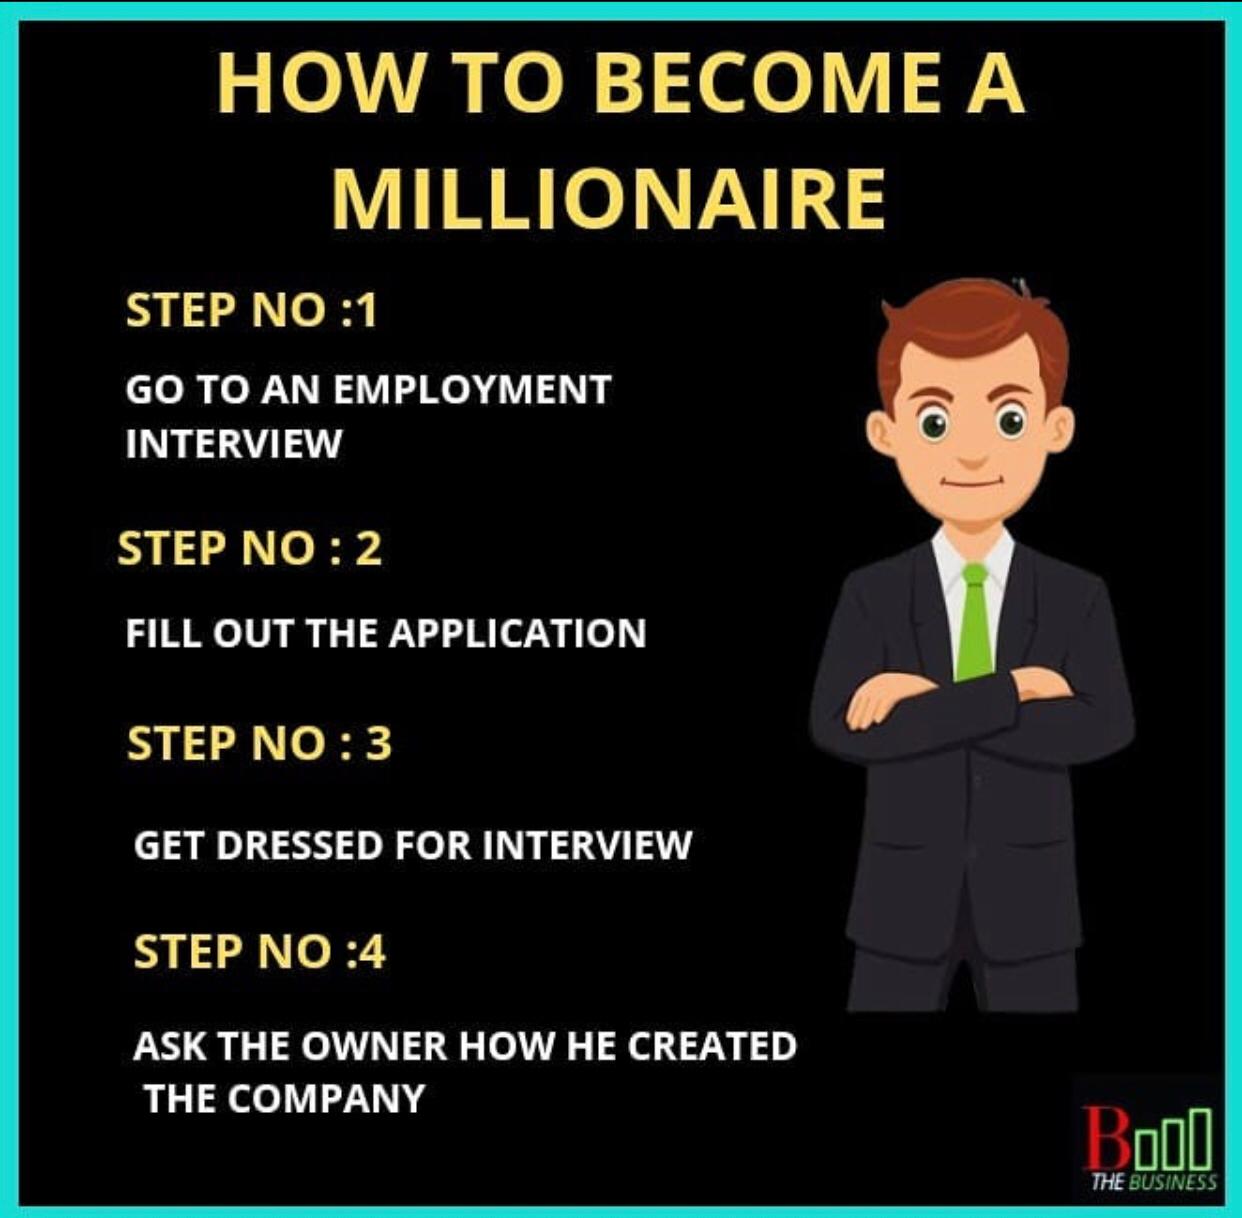 HOW TO BECOME A
MILLIONAIRE
STEP NO :1
GO TO AN EMPLOYMENT
INTERVIEW
STEP NO : 2
FILL OUT THE APPLICATION
STEP NO : 3
GET DRESSED FOR INTERVIEW
STEP NO :4
ASK THE OWNER HOW HE CREATED
THE COMPANY
B
THE BUSINESS